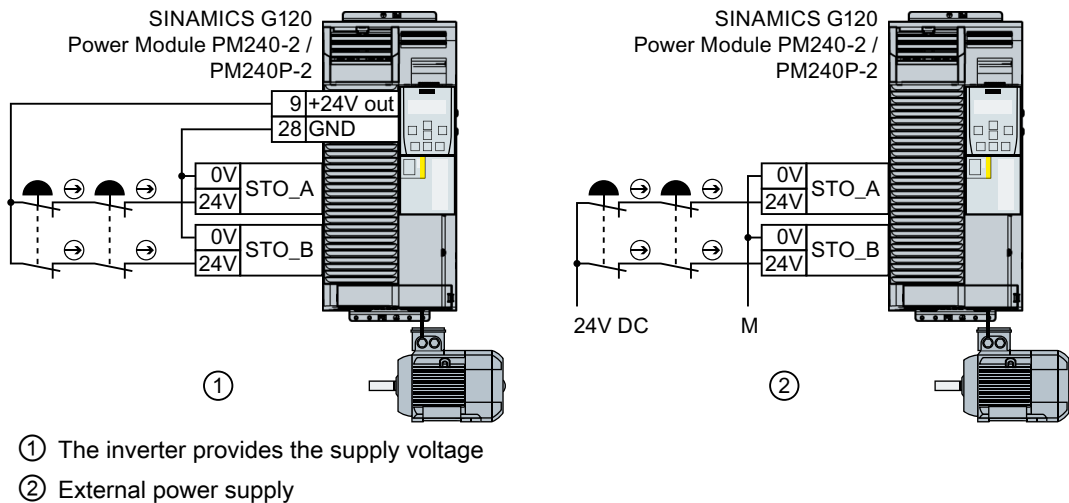 SINAMICS G120
Power Module PM240-2 /
PM240P-2
9 +24V out
28 GND
0V
STO_A
24V
0V
STO_B
24V
①
SINAMICS G120
Power Module PM240-2 /
PM240P-2
0V
STO_A
24V
0V
STO_B
24V
24V DC M
②
① The inverter provides the supply voltage
② External power supply